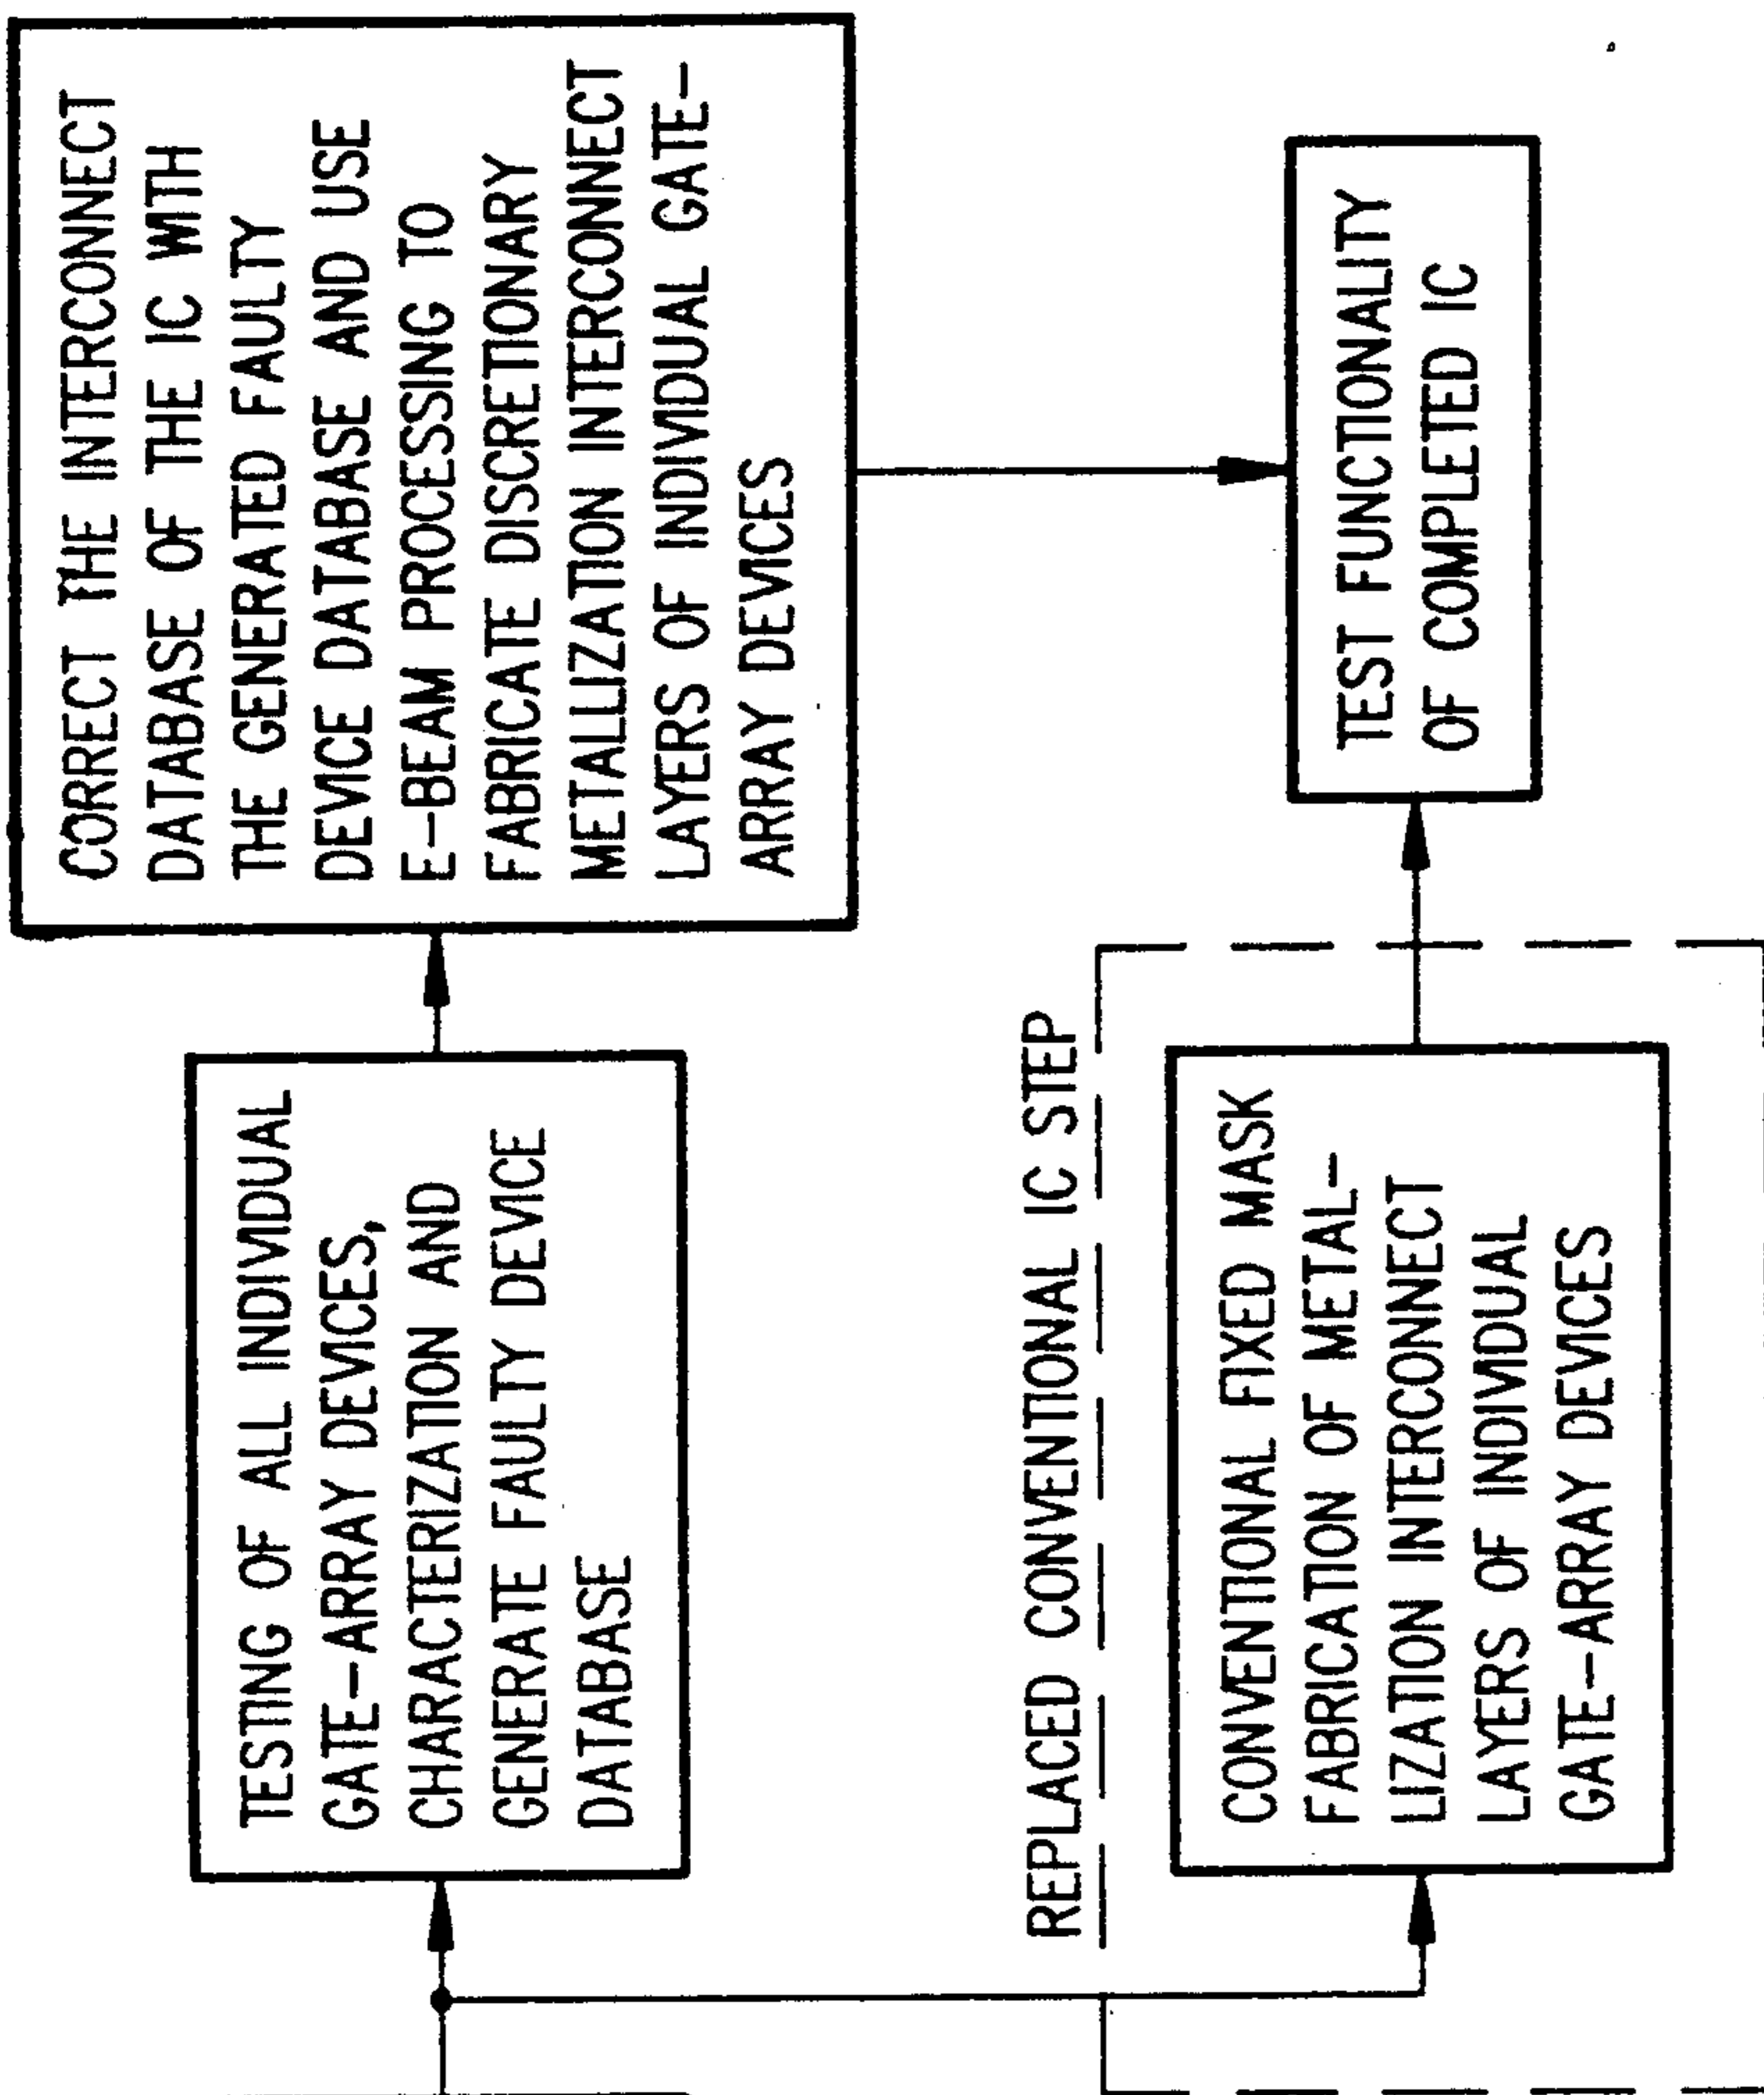 TESTING OF ALL INDIVIDUAL
GATE-ARRAY DEVICES,
CHARACTERIZATION AND
GENERATE FAULTY DEVICE
DATABASE
CORRECT THE INTERCONNECT
DATABASE OF THE IC WITH
THE GENERATED FAULTY
DEVICE DATABASE AND USE
E-BEAM PROCESSING TO
FABRICATE DISCRETIONARY
METALLIZATION INTERCONNECT
LAYERS OF INDIVIDUAL GATE-
ARRAY DEVICES
REPLACED CONVENTIONAL IC STEP
CONVENTIONAL FIXED MASK
FABRICATION OF METAL-
LIZATION INTERCONNECT
LAYERS OF INDIVIDUAL
GATE-ARRAY DEVICES
TEST FUNCTIONALITY
OF COMPLETED IC